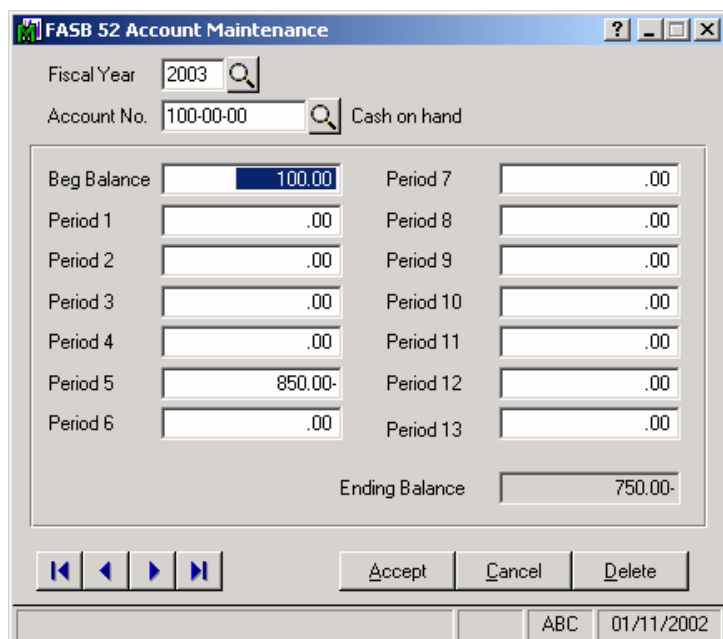 FASB 52 Account Maintenance
Fiscal Year 2003
Account No. 100-00-00 Cash on hand
Beg Balance 100.00 Period 7 .00
Period 1 .00 Period 8 .00
Period 2 .00 Period 9 .00
Period 3 .00 Period 10 .00
Period 4 .00 Period 11 .00
Period 5 850.00- Period 12 .00
Period 6 .00 Period 13 .00
Ending Balance 750.00-
Accept Cancel Delete
ABC 01/11/2002